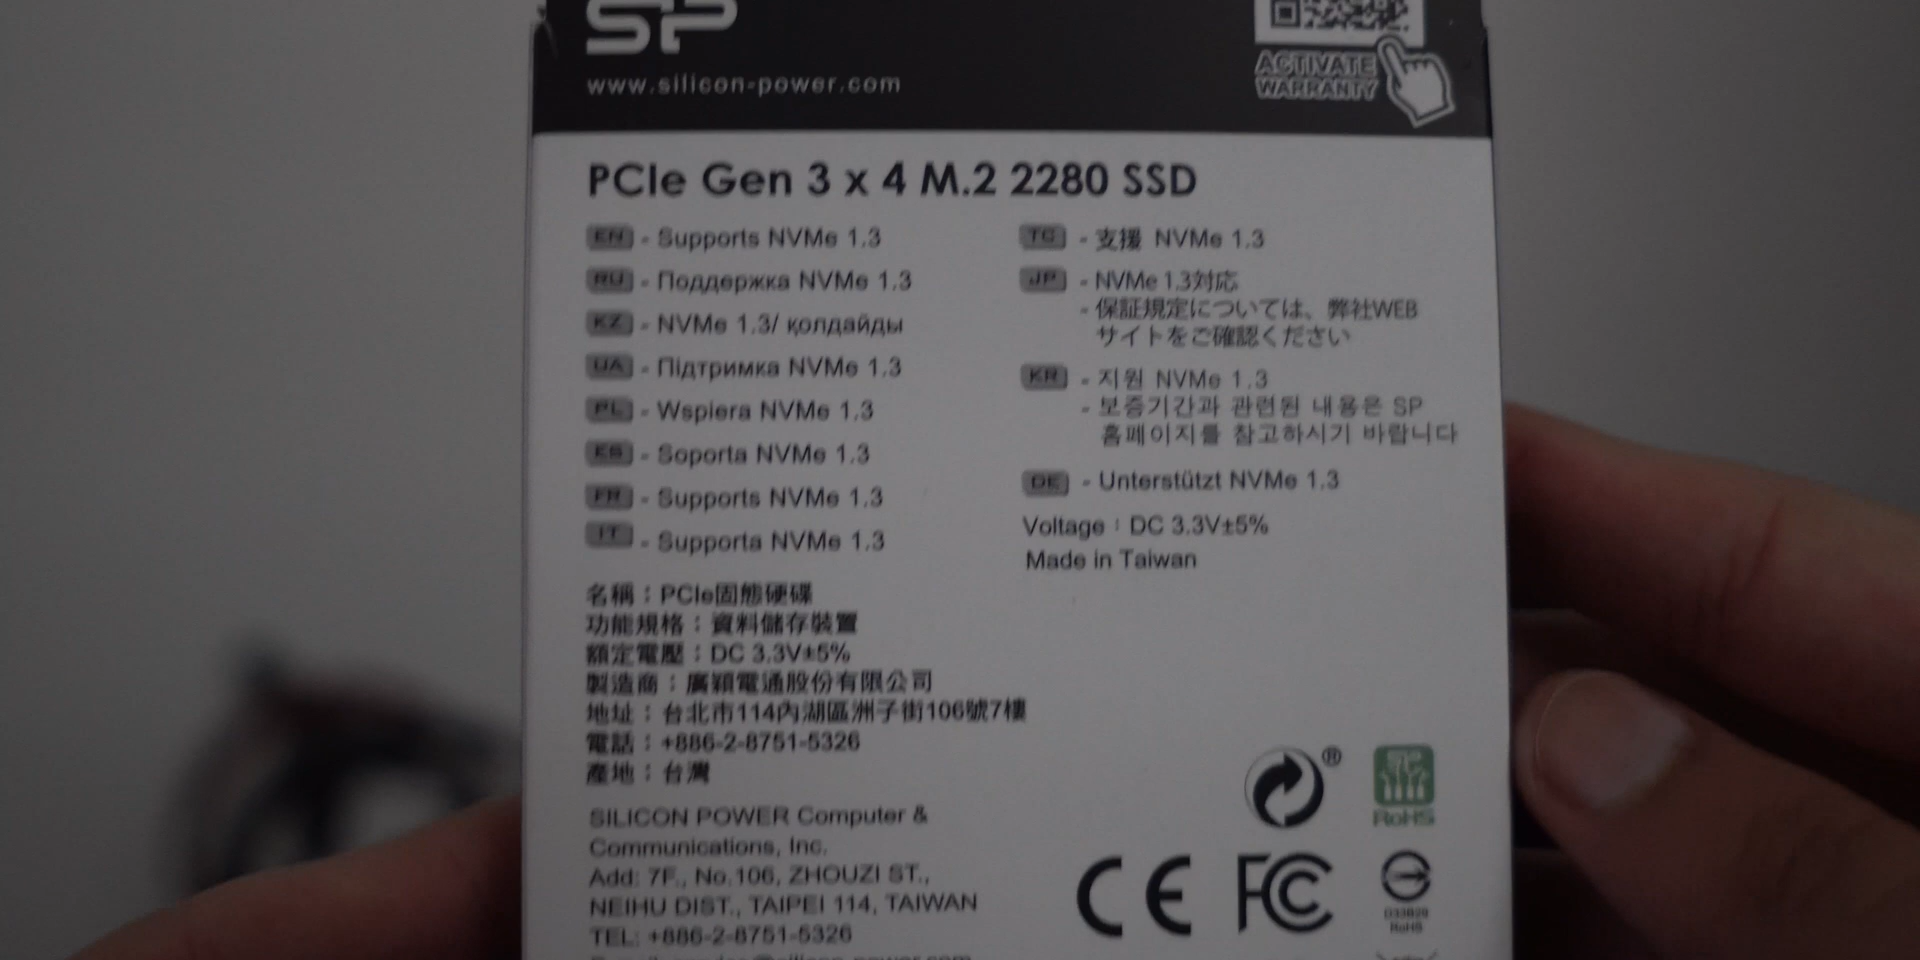 SP
www.silicon-power.com
ACTIVATE
WARRANTY
PCIe Gen 3 x 4 M.2 2280 SSD
EN - Supports NVMe 1.3
RU - Поддержка NVMe 1.3
KZ - NVMe 1.3/ қолдайды
UA - Підтримка NVMe 1.3
PL - Wspiera NVMe 1.3
ES - Soporta NVMe 1.3
FR - Supports NVMe 1.3
IT - Supporta NVMe 1.3
TC - 支援 NVMe 1.3
JP - NVMe 1.3対応
- 保証規定については、弊社WEB
サイトをご確認ください
KR - 지원 NVMe 1.3
- 보증기간과 관련된 내용은 SP
홈페이지를 참고하시기 바랍니다
DE - Unterstützt NVMe 1.3
Voltage : DC 3.3V±5%
Made in Taiwan
名稱：PCIe固態硬碟
功能規格：資料儲存裝置
額定電壓：DC 3.3V±5%
製造商：廣穎電通股份有限公司
地址：台北市114內湖區洲子街106號7樓
電話：+886-2-8751-5326
產地：台灣
SILICON POWER Computer &
Communications, Inc.
Add: 7F., No.106, ZHOUZI ST.,
NEIHU DIST., TAIPEI 114, TAIWAN
TEL: +886-2-8751-5326
®
RoHS
CE FC
D33B29
RoHS